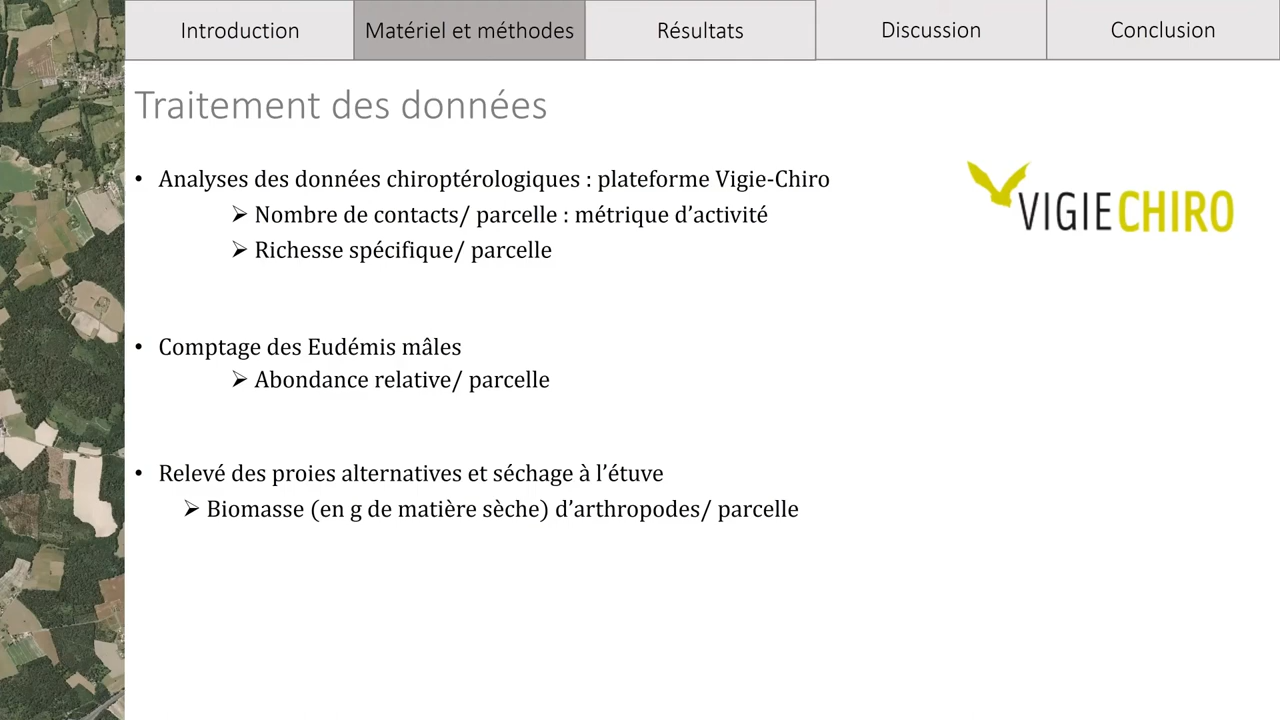 Introduction
Matériel et méthodes
Résultats
Discussion
Conclusion
Traitement des données
• Analyses des données chiroptérologiques : plateforme Vigie-Chiro
➢ Nombre de contacts/ parcelle : métrique d’activité
➢ Richesse spécifique/ parcelle
VIGIECHIRO
• Comptage des Eudémis mâles
➢ Abondance relative/ parcelle
• Relevé des proies alternatives et séchage à l’étuve
➢ Biomasse (en g de matière sèche) d’arthropodes/ parcelle